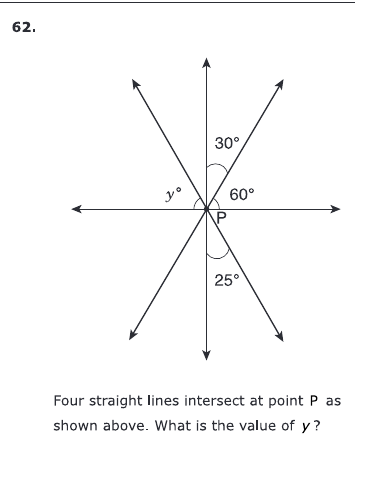 62.
30°
y°
60°
P
25°
Four straight lines intersect at point P as
shown above. What is the value of y?